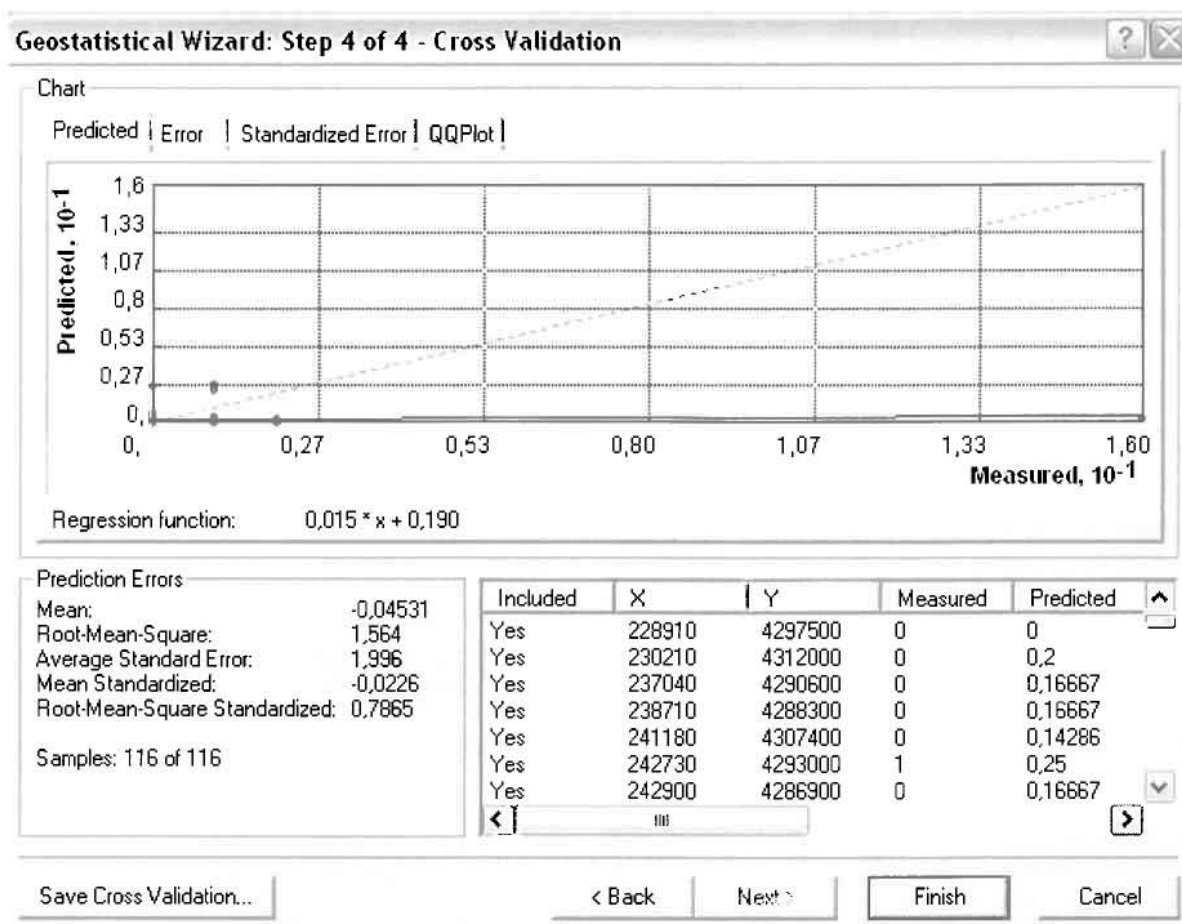 Geostatistical Wizard: Step 4 of 4 - Cross Validation
?
Chart
Predicted Error Standardized Error QQPlot
Predicted, 10-1
1,6
1,33
1,07
0,8
0,53
0,27
0,
0, 0,27 0,53 0,80 1,07 1,33 1,60
Measured, 10-1
Regression function: 0,015 * x + 0,190
Prediction Errors
Mean: -0,04531
Root-Mean-Square: 1,564
Average Standard Error: 1,996
Mean Standardized: -0,0226
Root-Mean-Square Standardized: 0,7865
Samples: 116 of 116
Included X Y Measured Predicted
Yes 228910 4297500 0 0
Yes 230210 4312000 0 0,2
Yes 237040 4290600 0 0,16667
Yes 238710 4288300 0 0,16667
Yes 241180 4307400 0 0,14286
Yes 242730 4293000 1 0,25
Yes 242900 4286900 0 0,16667
Save Cross Validation... < Back Next > Finish Cancel